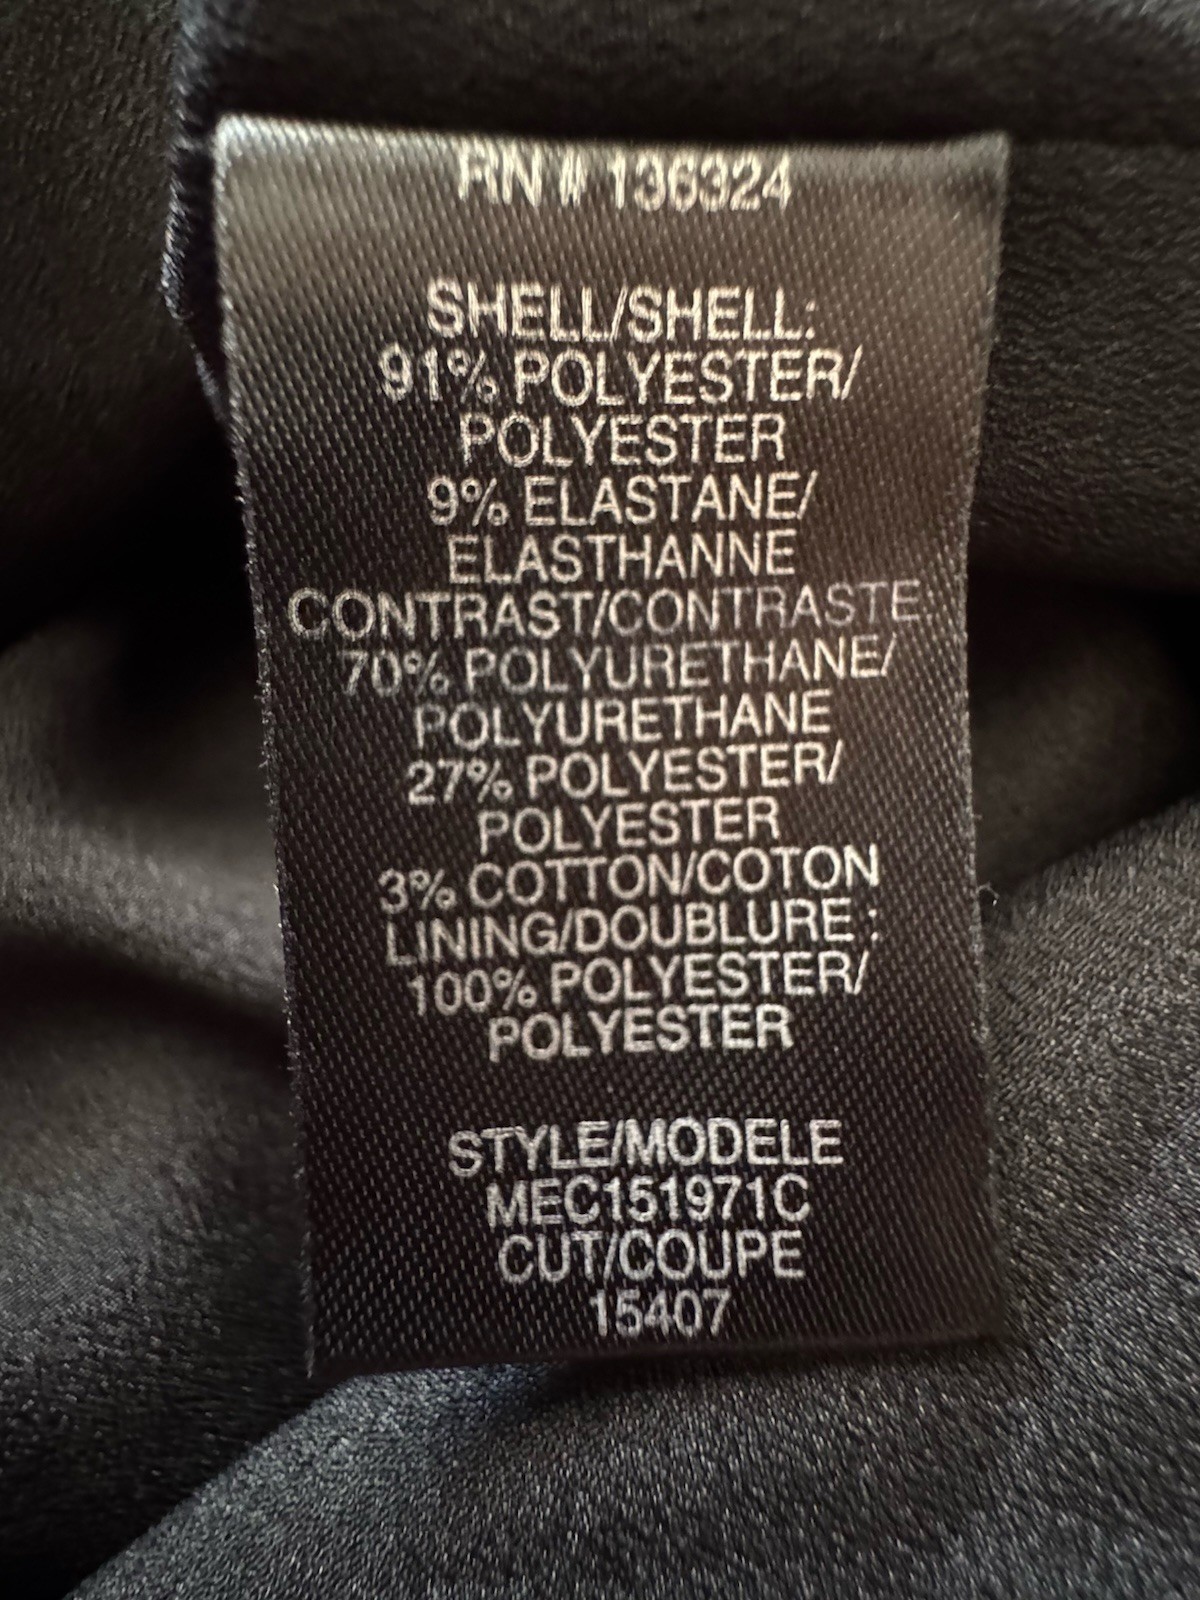 RN # 136324
SHELL/SHELL:
91% POLYESTER/
POLYESTER
9% ELASTANE/
ELASTHANNE
CONTRAST/CONTRASTE:
70% POLYURETHANE/
POLYURETHANE
27% POLYESTER/
POLYESTER
3% COTTON/COTON
LINING/DOUBLURE :
100% POLYESTER/
POLYESTER
STYLE/MODELE
MEC151971C
CUT/COUPE
15407